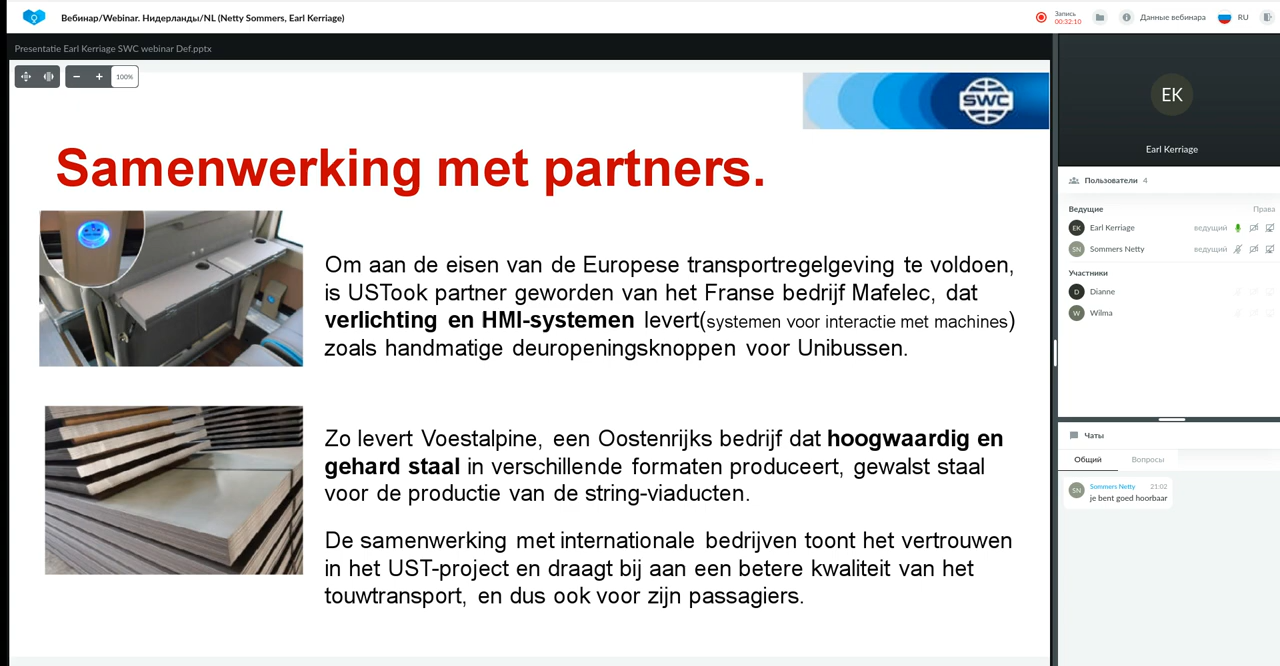 Вебинар/Webinar. Нидерланды/NL (Netty Sommers, Earl Kerriage)
Запись
00:32:10
Данные вебинара
RU
Presentatie Earl Kerriage SWC webinar Def.pptx
100%
SWC
Samenwerking met partners.
Om aan de eisen van de Europese transportregelgeving te voldoen,
is USTook partner geworden van het Franse bedrijf Mafelec, dat
verlichting en HMI-systemen levert(systemen voor interactie met machines)
zoals handmatige deuropeningsknoppen voor Unibussen.
Zo levert Voestalpine, een Oostenrijks bedrijf dat hoogwaardig en
gehard staal in verschillende formaten produceert, gewalst staal
voor de productie van de string-viaducten.
De samenwerking met internationale bedrijven toont het vertrouwen
in het UST-project en draagt bij aan een betere kwaliteit van het
touwtransport, en dus ook voor zijn passagiers.
EK
Earl Kerriage
Пользователи 4
Ведущие Права
EK Earl Kerriage ведущий
SN Sommers Netty ведущий
Участники
D Dianne
W Wilma
Чаты
Общий Вопросы
SN Sommers Netty 21:02
je bent goed hoorbaar